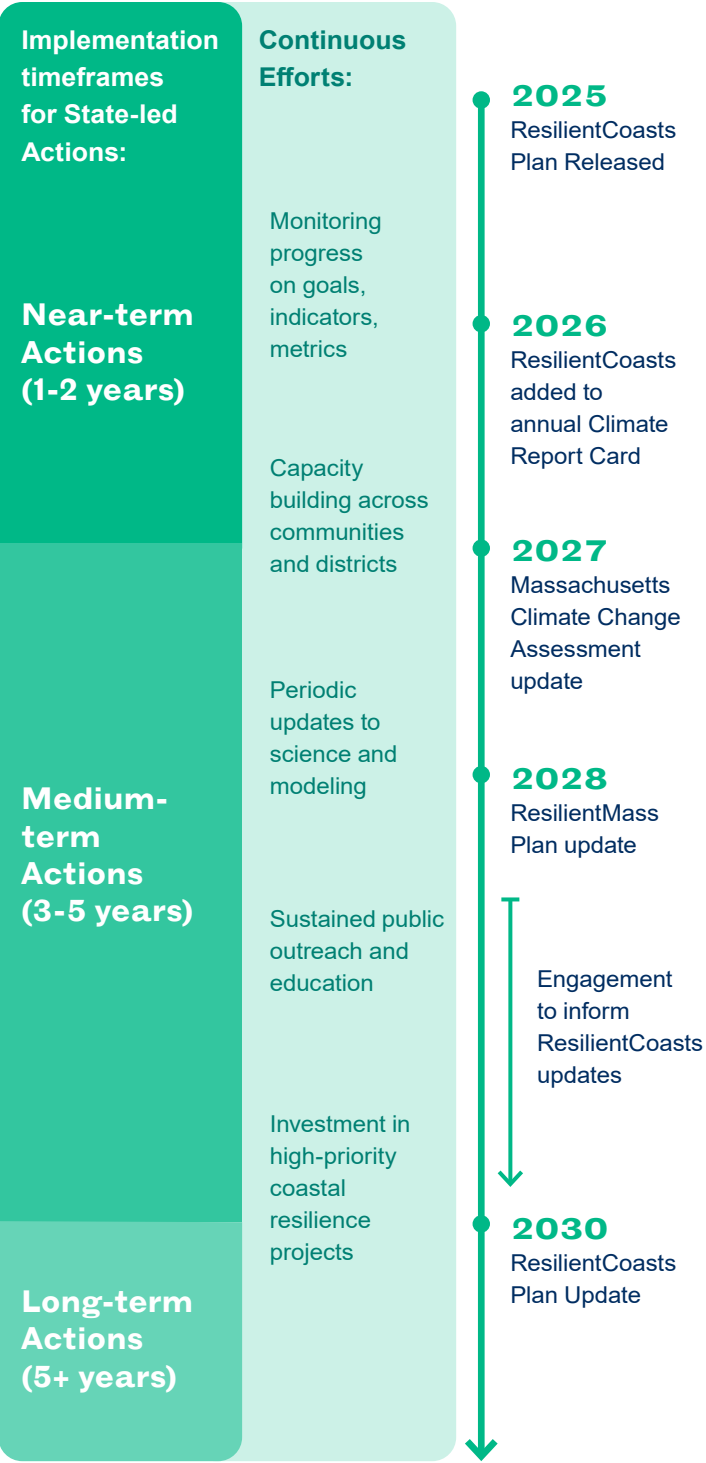 Implementation
timeframes
for State-led
Actions:
Near-term
Actions
(1-2 years)
Medium-
term
Actions
(3-5 years)
Long-term
Actions
(5+ years)
Continuous
Efforts:
Monitoring
progress
on goals,
indicators,
metrics
Capacity
building across
communities
and districts
Periodic
updates to
science and
modeling
Sustained public
outreach and
education
Investment in
high-priority
coastal
resilience
projects
2025
ResilientCoasts
Plan Released
2026
ResilientCoasts
added to
annual Climate
Report Card
2027
Massachusetts
Climate Change
Assessment
update
2028
ResilientMass
Plan update
Engagement
to inform
ResilientCoasts
updates
2030
ResilientCoasts
Plan Update